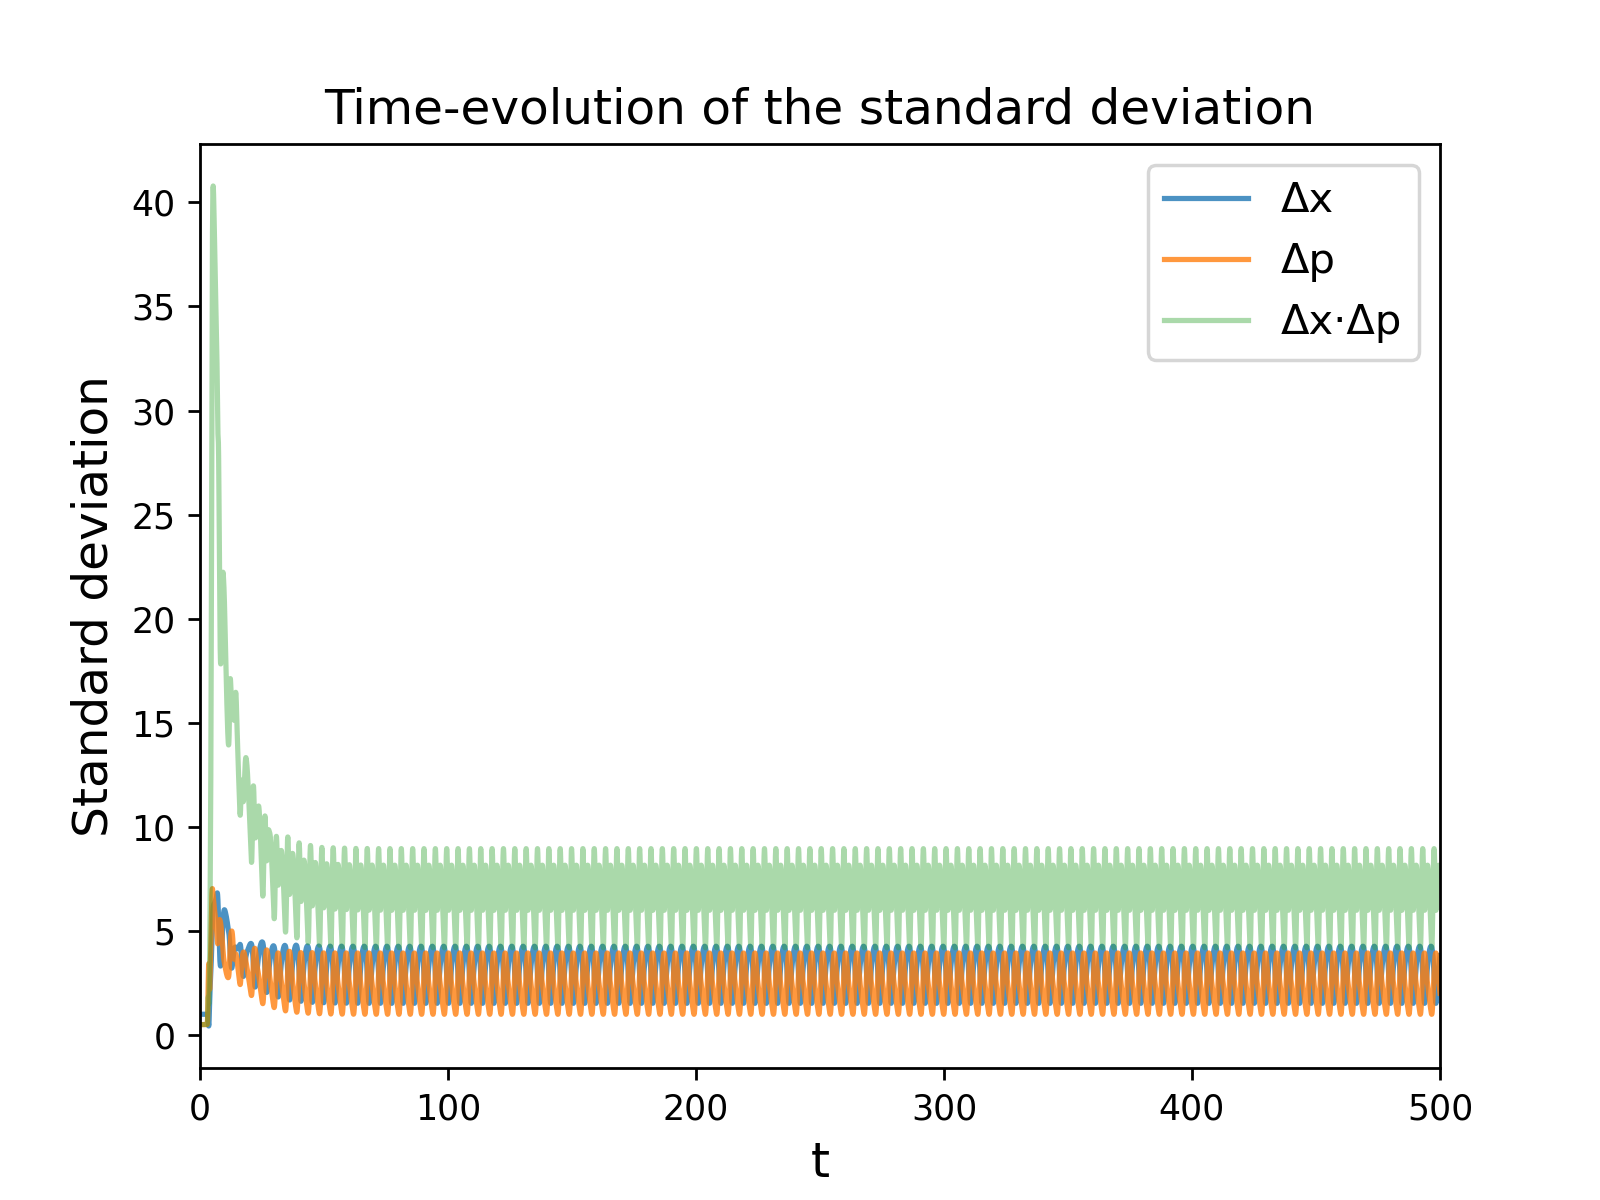 Time-evolution of the standard deviation
Δx
Δp
Δx·Δp
Standard deviation
40
35
30
25
20
15
10
5
0
0 100 200 300 400 500
t